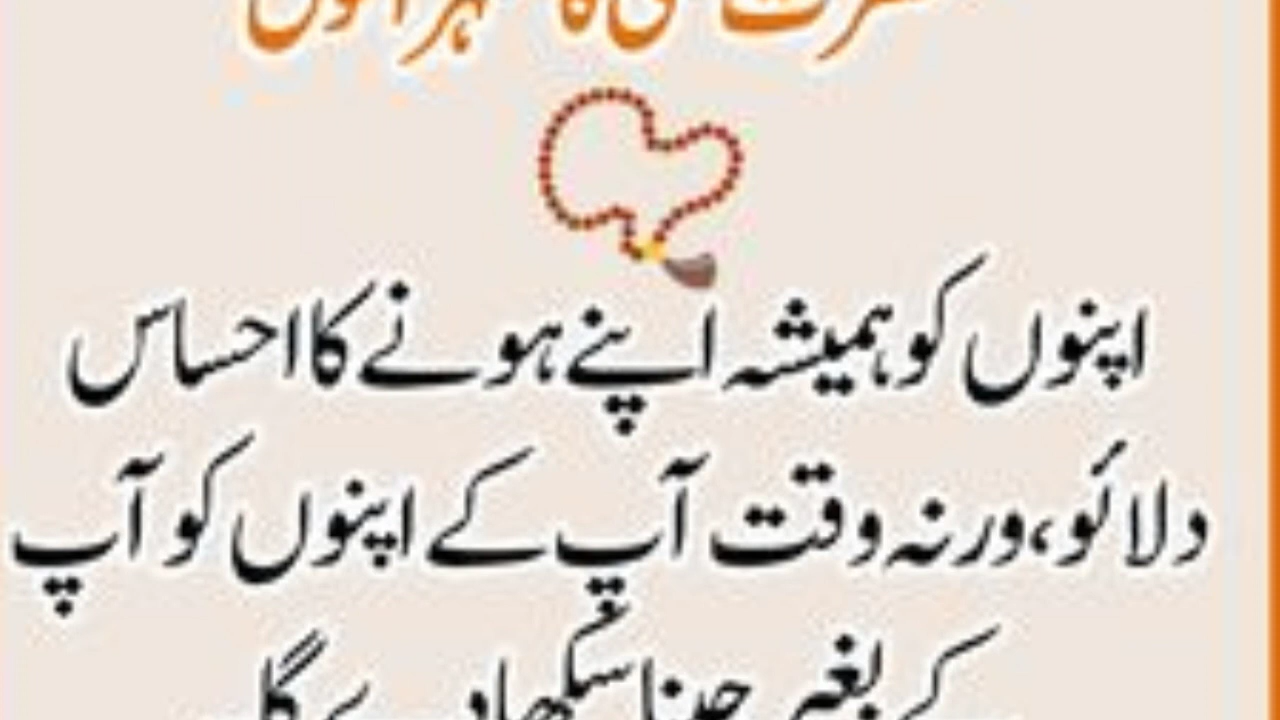 اپنوں کو ہمیشہ اپنے ہونے کا احساس
دلائو، ورنہ وقت آپ کے اپنوں کو آپ
کے بغیر جینا سکھا دے گا